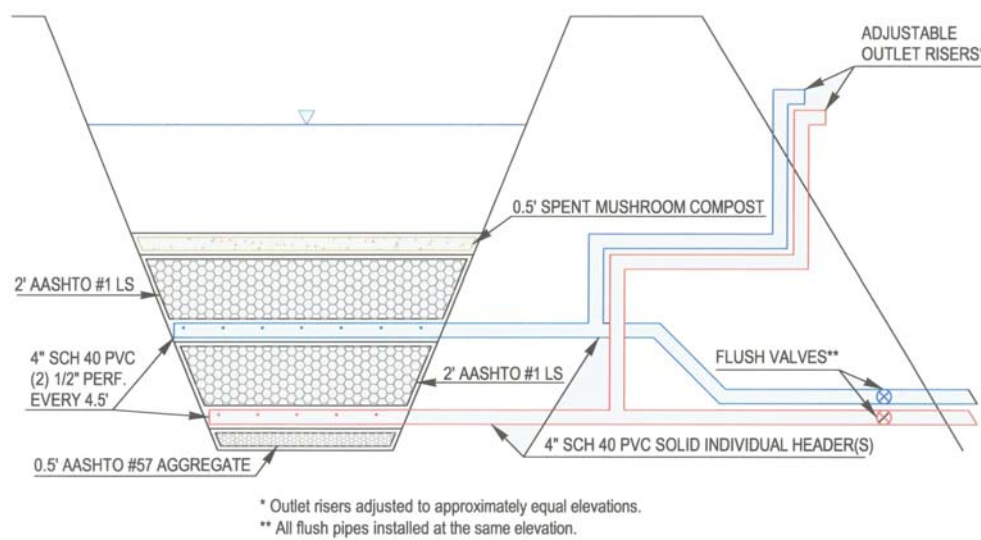 ADJUSTABLE
OUTLET RISERS*
0.5' SPENT MUSHROOM COMPOST
2' AASHTO #1 LS
4" SCH 40 PVC
(2) 1/2" PERF.
EVERY 4.5'
FLUSH VALVES**
2' AASHTO #1 LS
4" SCH 40 PVC SOLID INDIVIDUAL HEADER(S)
0.5' AASHTO #57 AGGREGATE
* Outlet risers adjusted to approximately equal elevations.
** All flush pipes installed at the same elevation.